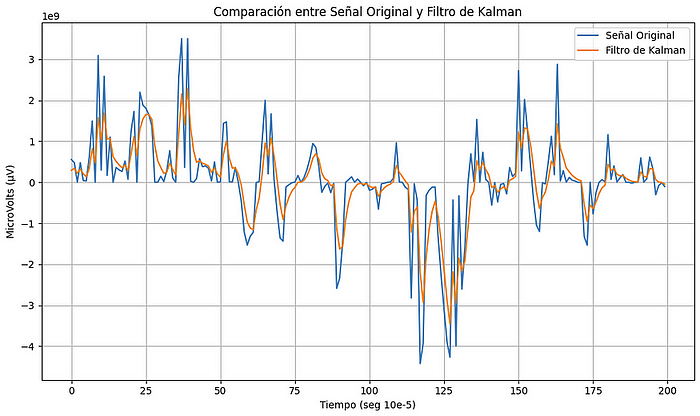 Comparación entre Señal Original y Filtro de Kalman
1e9
Señal Original
Filtro de Kalman
3
2
1
0
−1
−2
−3
−4
MicroVolts (μV)
0 25 50 75 100 125 150 175 200
Tiempo (seg 10e-5)